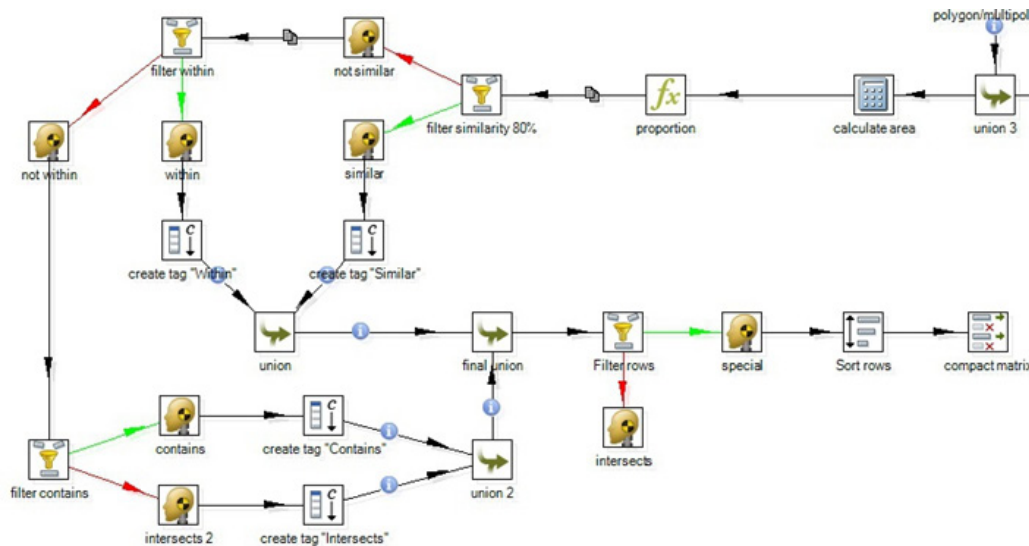 polygon/multipol
filter within
not similar
filter similarity 80%
proportion
calculate area
union 3
not within
within
similar
create tag "Within"
create tag "Similar"
union
final union
Filter rows
special
Sort rows
compact matrix
contains
create tag "Contains"
intersects
filter contains
union 2
intersects 2
create tag "Intersects"